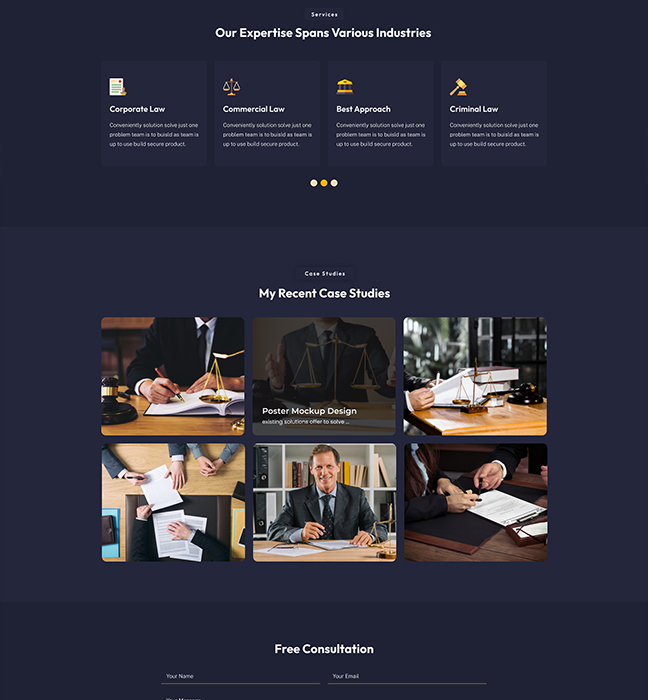 Services
Our Expertise Spans Various Industries
Corporate Law
Conveniently solution solve just one
problem team is to buisld as team is
up to use build secure product.
Commercial Law
Conveniently solution solve just one
problem team is to buisld as team is
up to use build secure product.
Best Approach
Conveniently solution solve just one
problem team is to buisld as team is
up to use build secure product.
Criminal Law
Conveniently solution solve just one
problem team is to buisld as team is
up to use build secure product.
Case Studies
My Recent Case Studies
Poster Mockup Design
existing solutions offer to solve ...
Free Consultation
Your Name
Your Email
Your Message